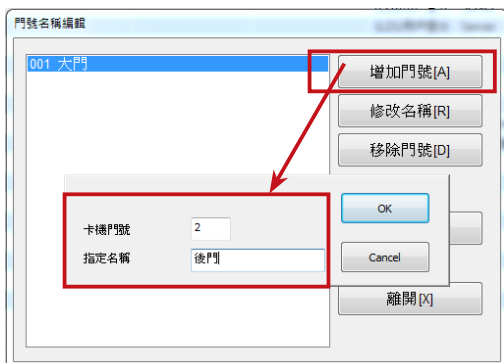 門號名稱編輯
001 大門
增加門號[A]
修改名稱[R]
移除門號[D]
卡機門號 2
OK
指定名稱 後門
Cancel
離開[X]